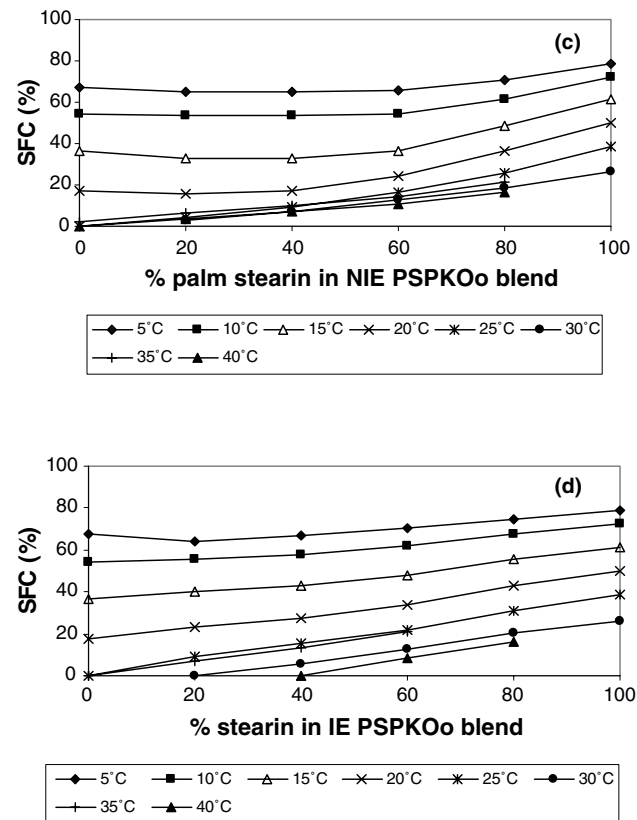 100
(c)
80
60
40
20
0
SFC (%)
0 20 40 60 80 100
% palm stearin in NIE PSPKOo blend
5˚C 10˚C 15˚C 20˚C 25˚C 30˚C
35˚C 40˚C
100
(d)
80
60
40
20
0
SFC (%)
0 20 40 60 80 100
% stearin in IE PSPKOo blend
5˚C 10˚C 15˚C 20˚C 25˚C 30˚C
35˚C 40˚C